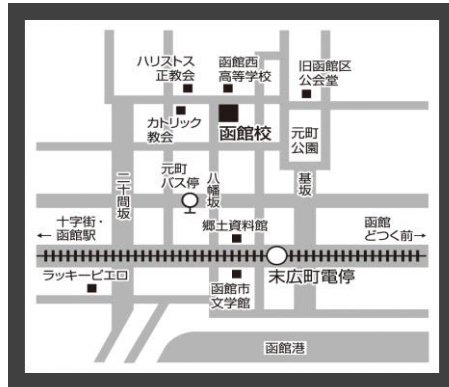 ハリストス
正教会
函館西
高等学校
旧函館区
公会堂
カトリック
教会
函館校
元町
公園
二十間坂
元町
バス停
八幡坂
基坂
十字街・
←函館駅
郷土資料館
函館
どつく前→
ラッキーピエロ
函館市
文学館
末広町電停
函館港